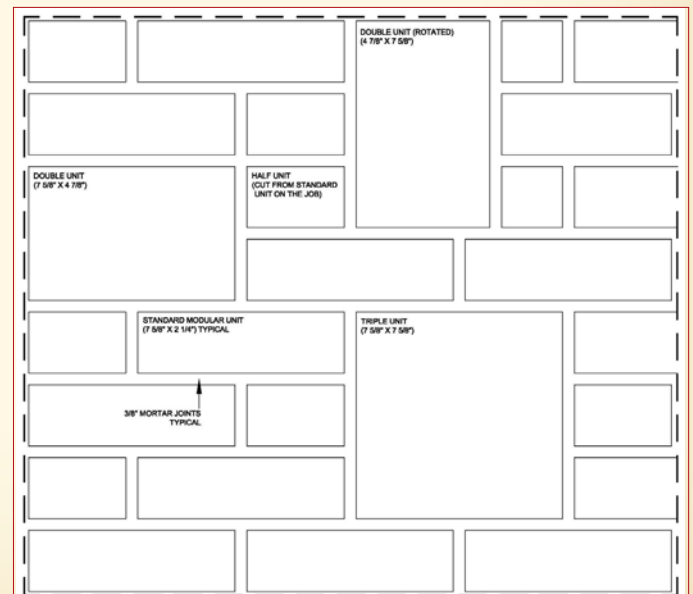 DOUBLE UNIT (ROTATED)
(4 7/8" X 7 5/8")
DOUBLE UNIT
(7 5/8" X 4 7/8")
HALF UNIT
(CUT FROM STANDARD
UNIT ON THE JOB)
STANDARD MODULAR UNIT
(7 5/8" X 2 1/4") TYPICAL
TRIPLE UNIT
(7 5/8" X 7 5/8")
3/8" MORTAR JOINTS
TYPICAL